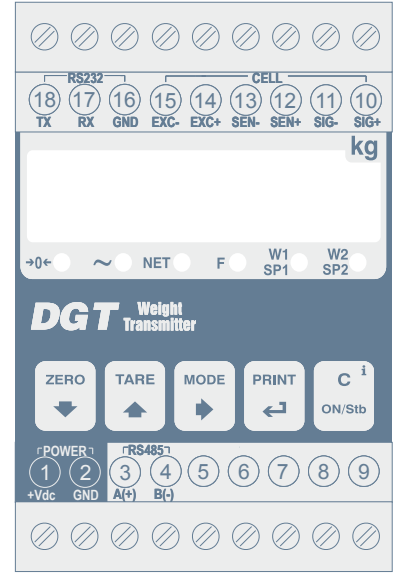 RS232 CELL
18 17 16 15 14 13 12 11 10
TX RX GND EXC- EXC+ SEN- SEN+ SIG- SIG+
kg
→0← ~ NET F W1 SP1 W2 SP2
DGT Weight Transmitter
ZERO TARE MODE PRINT C i
ON/Stb
POWER RS485
1 2 3 4 5 6 7 8 9
+Vdc GND A(+) B(-)